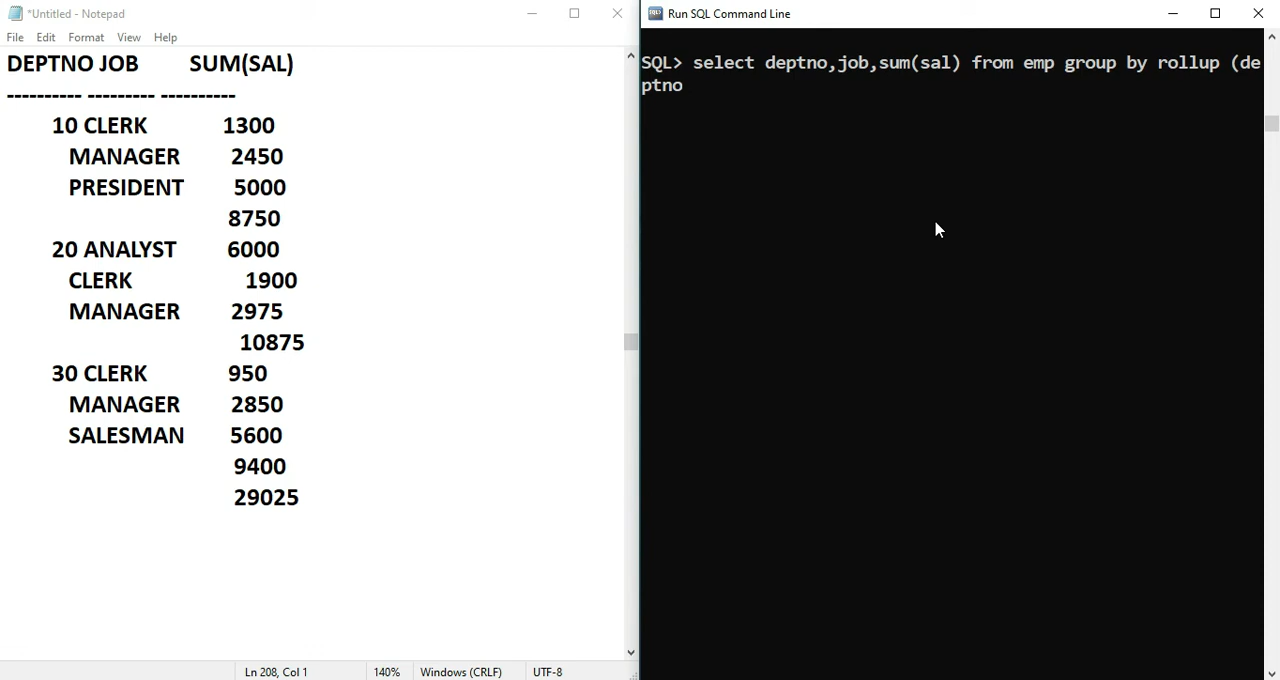 *Untitled - Notepad
File Edit Format View Help
DEPTNO JOB SUM(SAL)
---------- --------- ----------
10 CLERK 1300
MANAGER 2450
PRESIDENT 5000
8750
20 ANALYST 6000
CLERK 1900
MANAGER 2975
10875
30 CLERK 950
MANAGER 2850
SALESMAN 5600
9400
29025
Ln 208, Col 1 140% Windows (CRLF) UTF-8
Run SQL Command Line
SQL> select deptno,job,sum(sal) from emp group by rollup (de
ptno